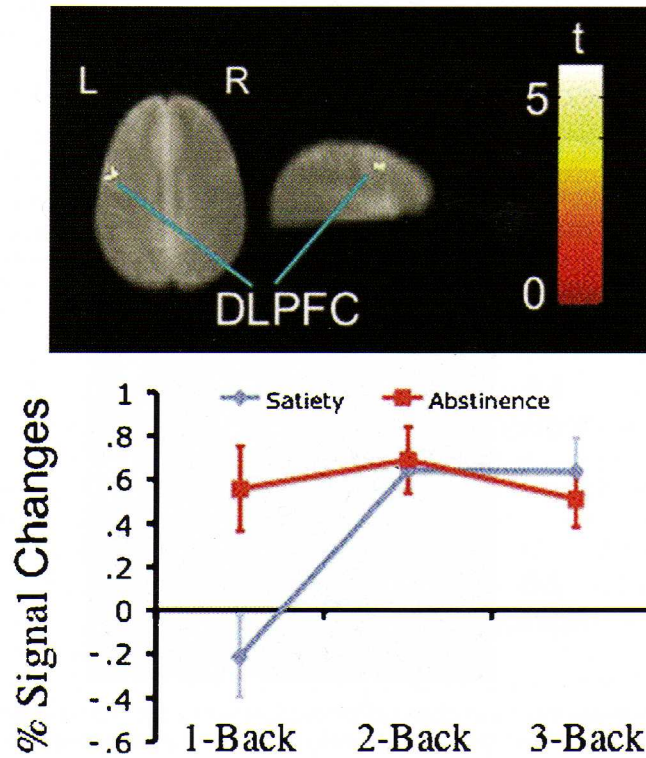 t
L R
5
0
DLPFC
Satiety Abstinence
% Signal Changes
1
.8
.6
.4
.2
0
-.2
-.4
-.6
1-Back 2-Back 3-Back